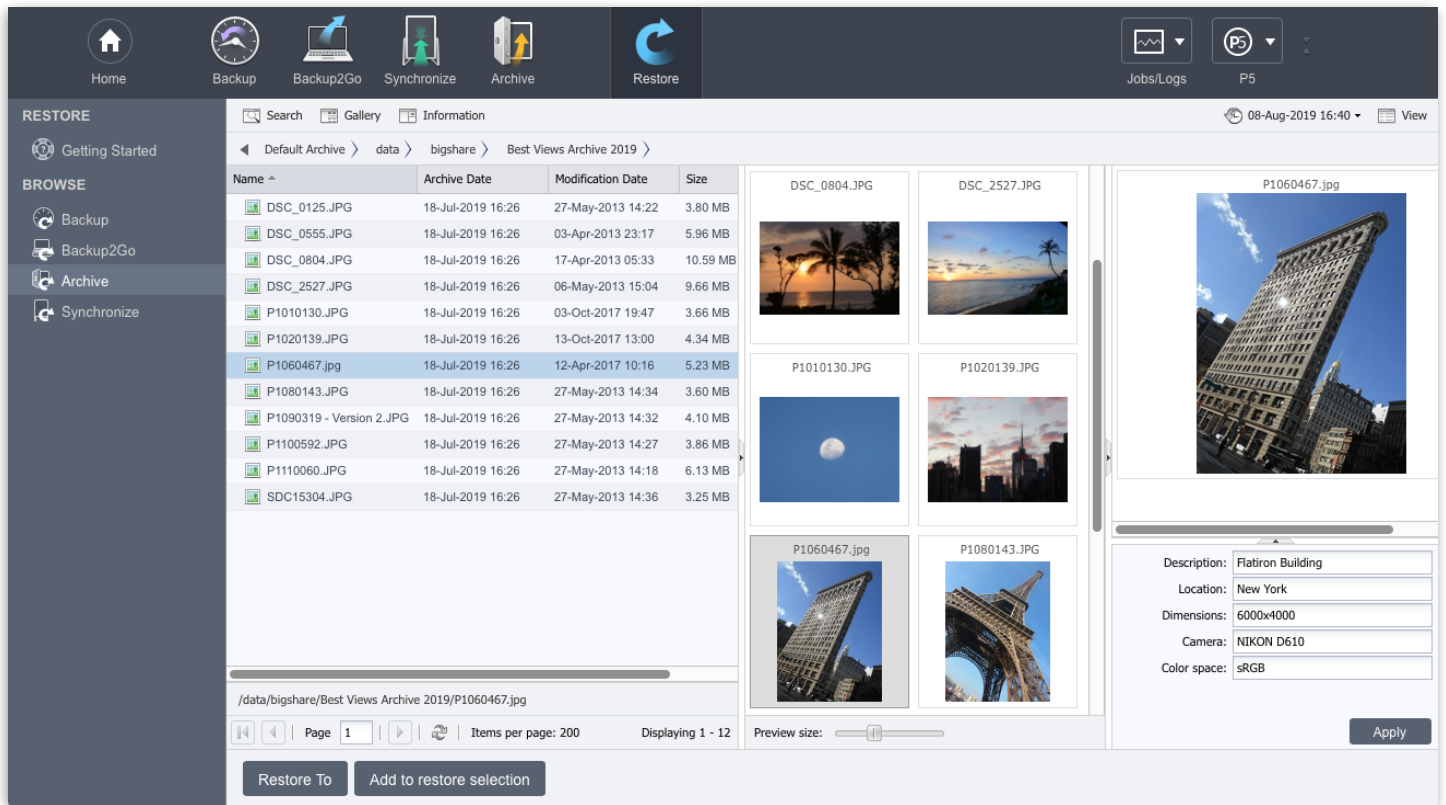 Home
Backup
Backup2Go
Synchronize
Archive
Restore
Jobs/Logs
P5
P5
RESTORE
Getting Started
BROWSE
Backup
Backup2Go
Archive
Synchronize
Search Gallery Information
08-Aug-2019 16:40 View
Default Archive data bigshare Best Views Archive 2019
Name Archive Date Modification Date Size
DSC_0125.JPG 18-Jul-2019 16:26 27-May-2013 14:22 3.80 MB
DSC_0555.JPG 18-Jul-2019 16:26 03-Apr-2013 23:17 5.96 MB
DSC_0804.JPG 18-Jul-2019 16:26 17-Apr-2013 05:33 10.59 MB
DSC_2527.JPG 18-Jul-2019 16:26 06-May-2013 15:04 9.66 MB
P1010130.JPG 18-Jul-2019 16:26 03-Oct-2017 19:47 3.66 MB
P1020139.JPG 18-Jul-2019 16:26 13-Oct-2017 13:00 4.34 MB
P1060467.jpg 18-Jul-2019 16:26 12-Apr-2017 10:16 5.23 MB
P1080143.JPG 18-Jul-2019 16:26 27-May-2013 14:34 3.60 MB
P1090319 - Version 2.JPG 18-Jul-2019 16:26 27-May-2013 14:32 4.10 MB
P1100592.JPG 18-Jul-2019 16:26 27-May-2013 14:27 3.86 MB
P1110060.JPG 18-Jul-2019 16:26 27-May-2013 14:18 6.13 MB
SDC15304.JPG 18-Jul-2019 16:26 27-May-2013 14:36 3.25 MB
/data/bigshare/Best Views Archive 2019/P1060467.jpg
Page 1 Items per page: 200 Displaying 1 - 12
DSC_0804.JPG DSC_2527.JPG
P1010130.JPG P1020139.JPG
P1060467.jpg P1080143.JPG
Preview size:
P1060467.jpg
Description: Flatiron Building
Location: New York
Dimensions: 6000x4000
Camera: NIKON D610
Color space: sRGB
Apply
Restore To Add to restore selection